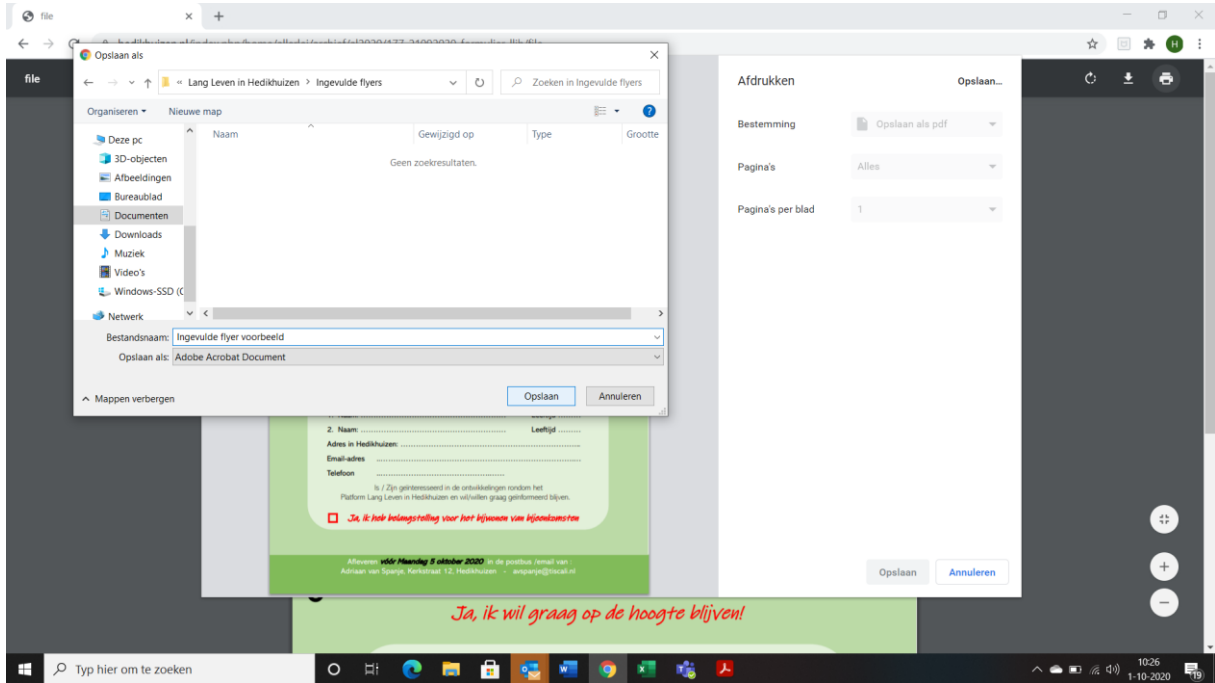 file
Opslaan als
« Lang Leven in Hedikhuizen > Ingevulde flyers
Zoeken in Ingevulde flyers
Organiseren
Nieuwe map
Naam
Gewijzigd op
Type
Grootte
Geen zoekresultaten.
Deze pc
3D-objecten
Afbeeldingen
Bureaublad
Documenten
Downloads
Muziek
Video's
Windows-SSD (C
Netwerk
Bestandsnaam: Ingevulde flyer voorbeeld
Opslaan als: Adobe Acrobat Document
Mappen verbergen
Opslaan
Annuleren
file
Afdrukken
Opslaan...
Bestemming
Opslaan als pdf
Pagina's
Alles
Pagina's per blad
1
Opslaan
Annuleren
H
2. Naam: Leeftijd
Adres in Hedikhuizen:
Email-adres
Telefoon
Is / Zijn geïnteresseerd in de ontwikkelingen rondom het
Platform Lang Leven in Hedikhuizen en wil/willen graag geïnformeerd blijven.
Ja, ik heb belangstelling voor het bijwonen van bijeenkomsten
Afleveren vóór Maandag 5 oktober 2020 in de postbus /email van :
Adriaan van Spanje, Kerkstraat 12, Hedikhuizen - avspanje@tiscali.nl
Ja, ik wil graag op de hoogte blijven!
Typ hier om te zoeken
10:26
1-10-2020
19